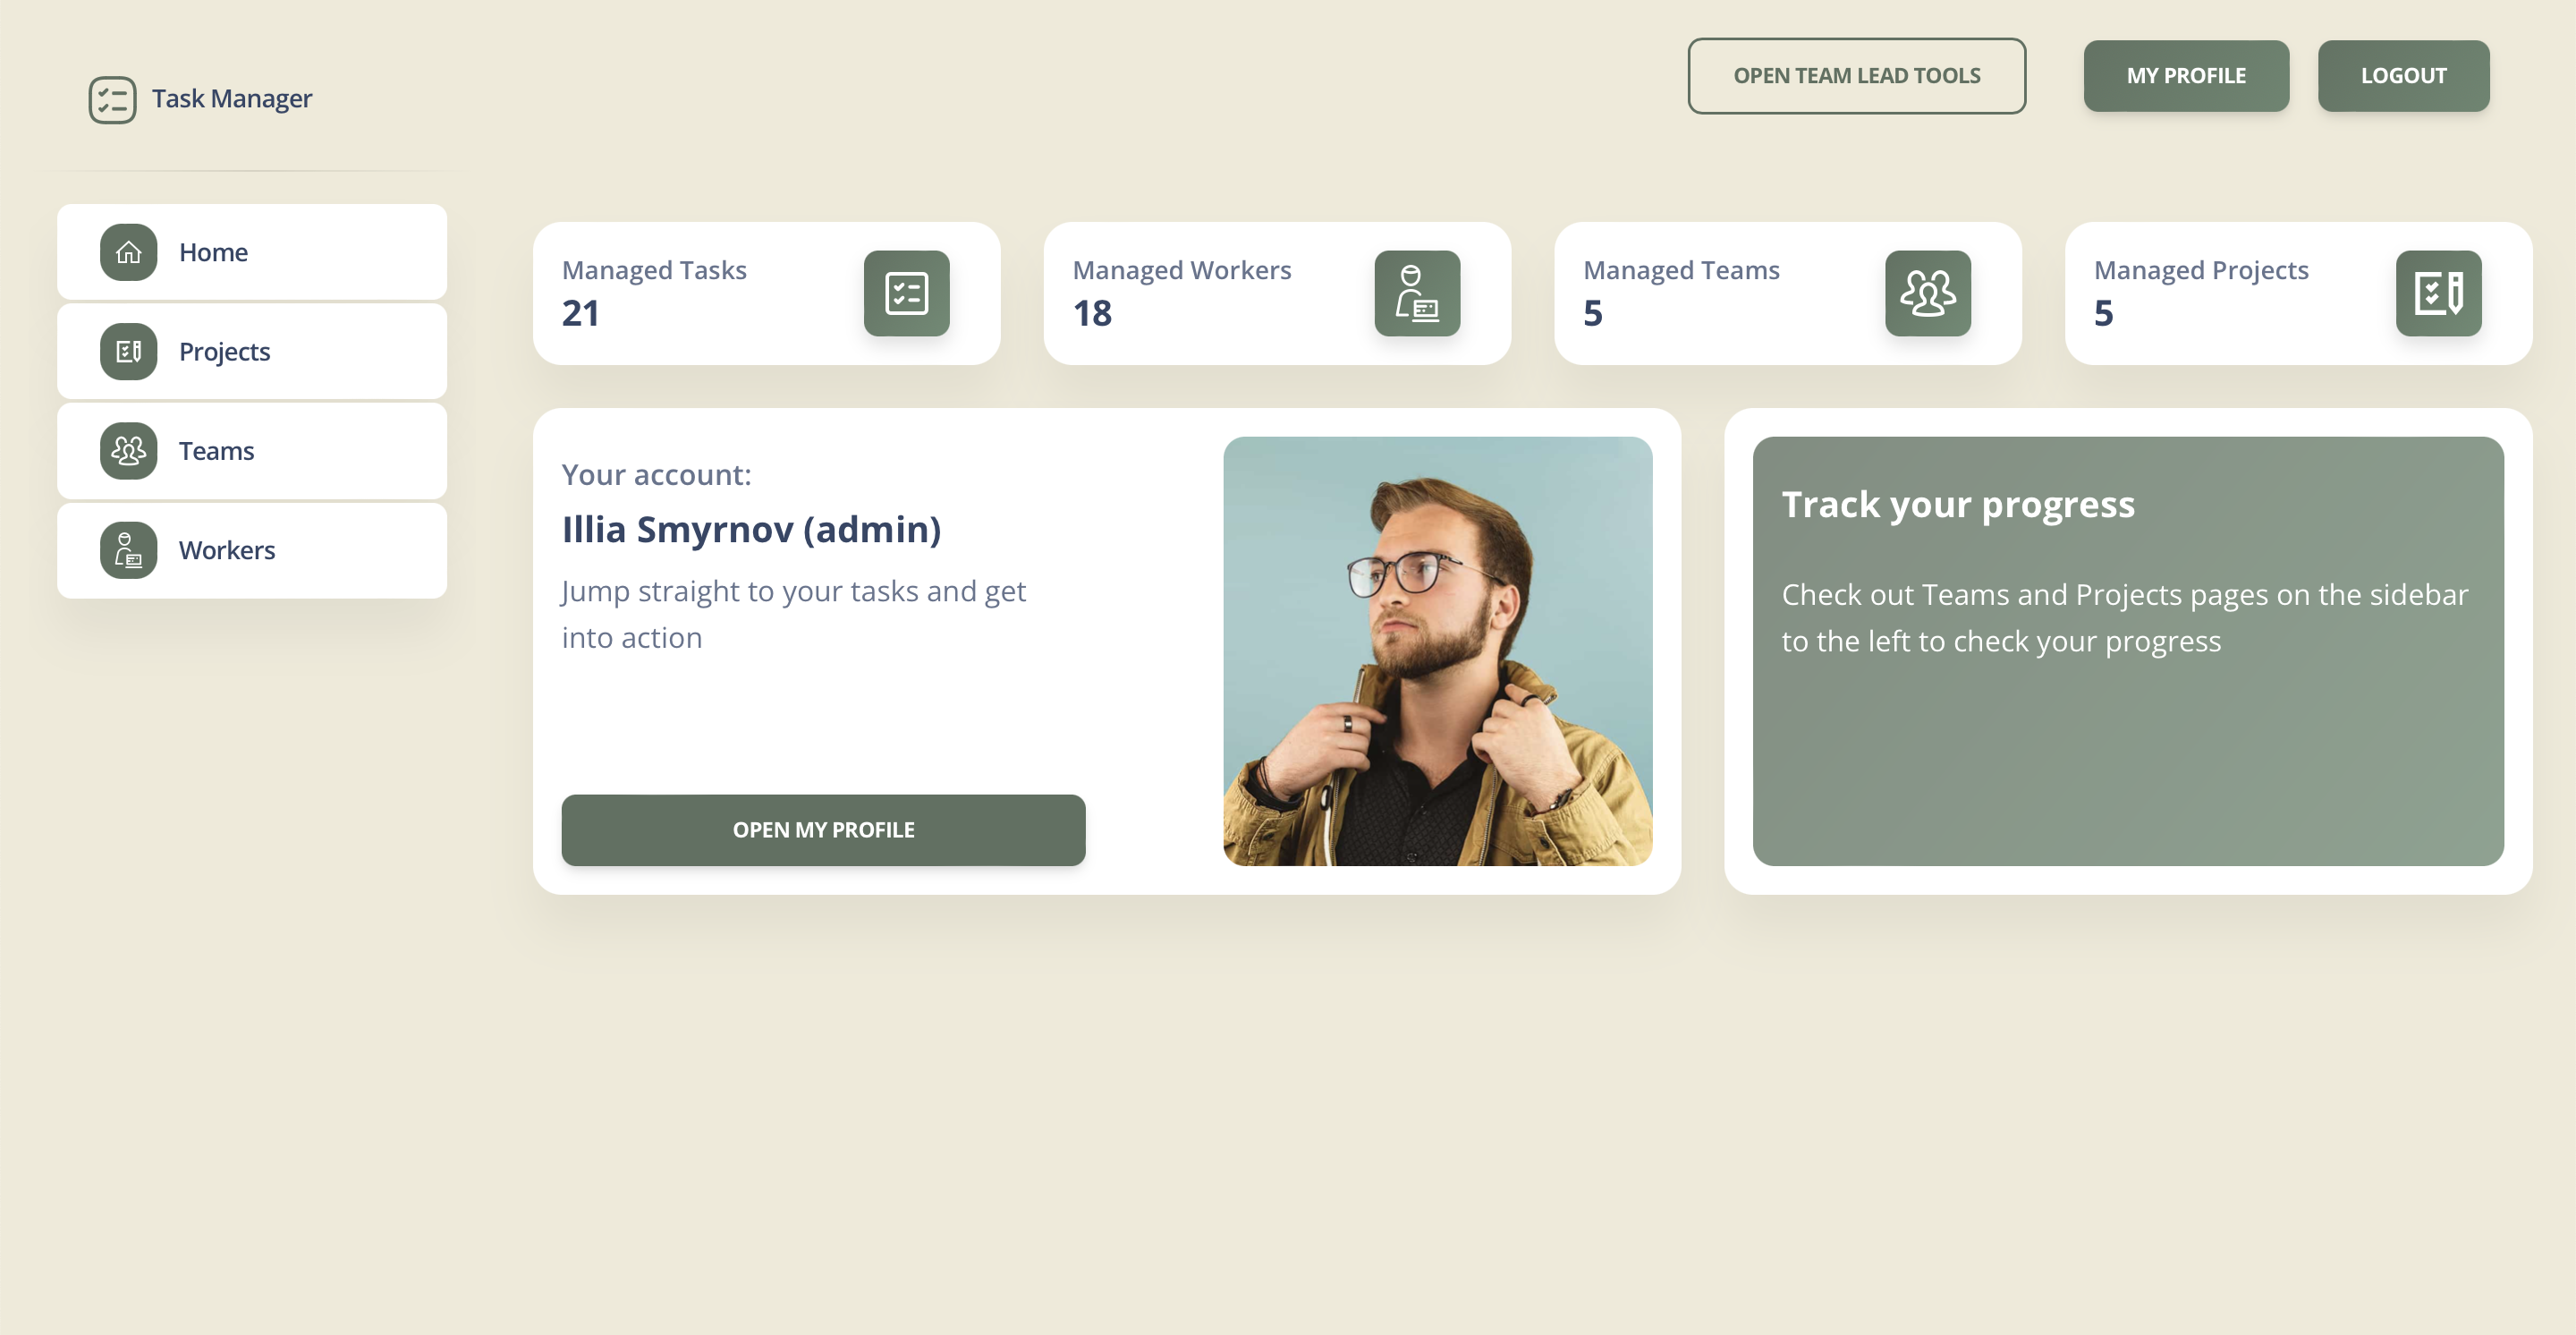 Task Manager
OPEN TEAM LEAD TOOLS
MY PROFILE
LOGOUT
Home
Projects
Teams
Workers
Managed Tasks
21
Managed Workers
18
Managed Teams
5
Managed Projects
5
Your account:
Illia Smyrnov (admin)
Jump straight to your tasks and get
into action
OPEN MY PROFILE
Track your progress
Check out Teams and Projects pages on the sidebar
to the left to check your progress